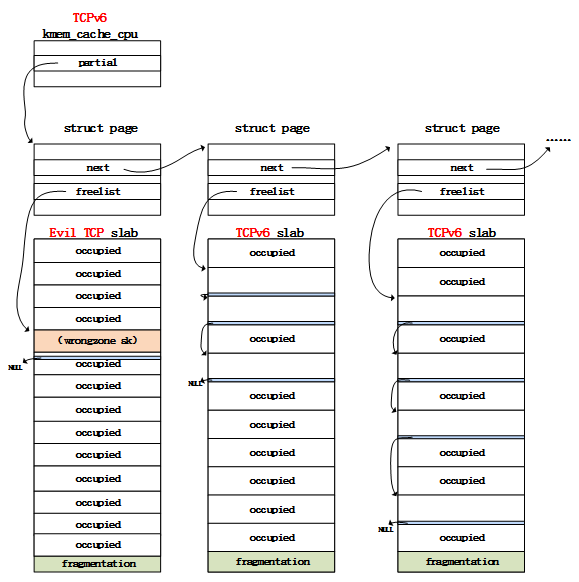 TCPv6
kmem_cache_cpu
partial
struct page
struct page
struct page
......
next
next
next
freelist
freelist
freelist
Evil TCP slab
TCPv6 slab
TCPv6 slab
occupied
occupied
occupied
occupied
(wrongzone sk)
NULL
occupied
occupied
occupied
occupied
occupied
occupied
occupied
occupied
occupied
fragmentation
occupied
occupied
NULL
occupied
occupied
occupied
occupied
occupied
occupied
fragmentation
occupied
occupied
occupied
occupied
occupied
occupied
NULL
occupied
fragmentation